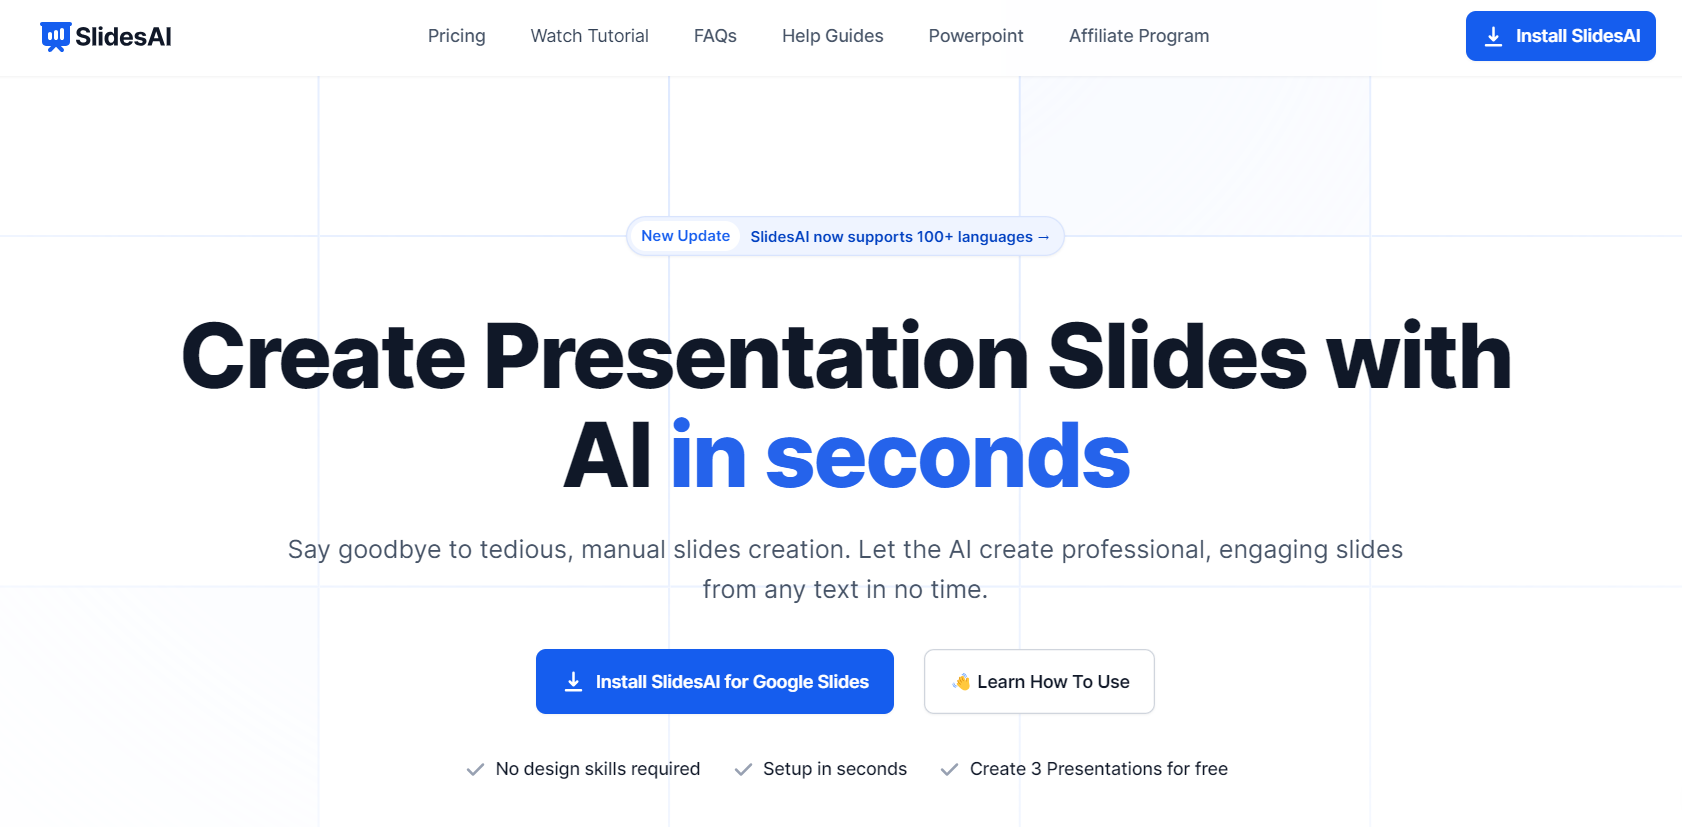 SlidesAI
Pricing
Watch Tutorial
FAQs
Help Guides
Powerpoint
Affiliate Program
Install SlidesAI
New Update
SlidesAI now supports 100+ languages →
Create Presentation Slides with
AI in seconds
Say goodbye to tedious, manual slides creation. Let the AI create professional, engaging slides
from any text in no time.
Install SlidesAI for Google Slides
👋 Learn How To Use
No design skills required
Setup in seconds
Create 3 Presentations for free